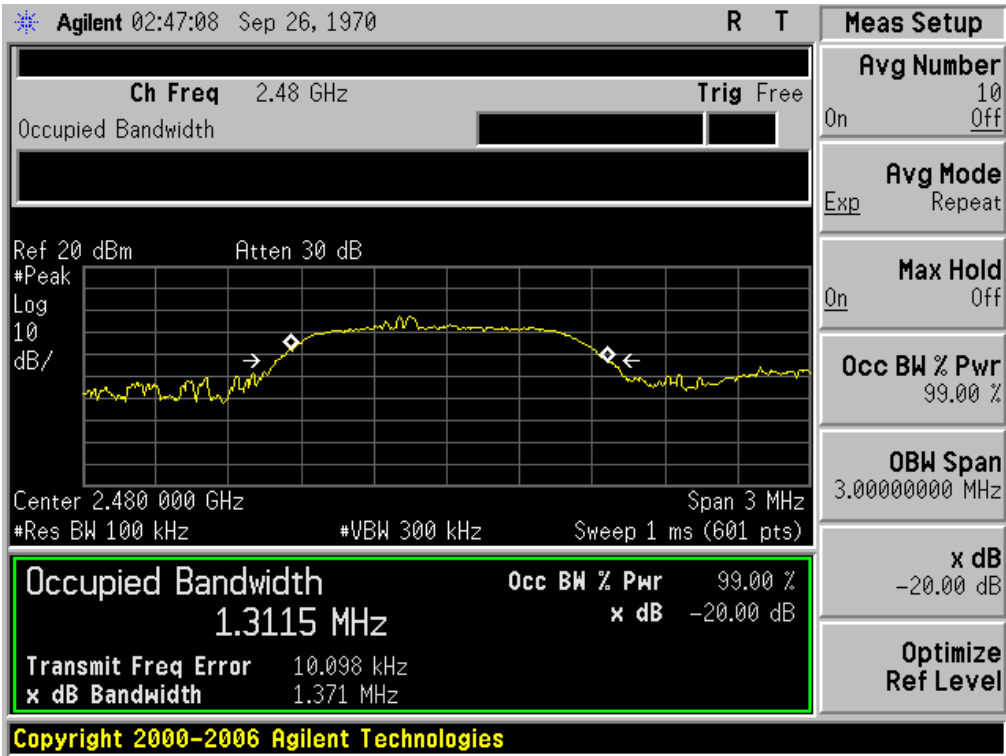 Agilent 02:47:08 Sep 26, 1970 R T
Ch Freq 2.48 GHz Trig Free
Occupied Bandwidth
Ref 20 dBm Atten 30 dB
#Peak
Log
10
dB/
Center 2.480 000 GHz Span 3 MHz
#Res BW 100 kHz #VBW 300 kHz Sweep 1 ms (601 pts)
Occupied Bandwidth Occ BW % Pwr 99.00 %
1.3115 MHz x dB -20.00 dB
Transmit Freq Error 10.098 kHz
x dB Bandwidth 1.371 MHz
Copyright 2000-2006 Agilent Technologies
Meas Setup
Avg Number
10
On Off
Avg Mode
Exp Repeat
Max Hold
On Off
Occ BW % Pwr
99.00 %
OBW Span
3.00000000 MHz
x dB
-20.00 dB
Optimize
Ref Level